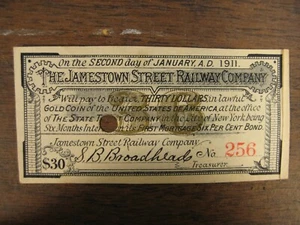 On the SECOND day of JANUARY, A.D. 1911.
THE JAMESTOWN STREET RAILWAY COMPANY
Will pay to bearer THIRTY DOLLARS, in lawful
GOLD COIN of the UNITED STATES OF AMERICA, at the office
of THE STATE TRUST COMPANY in the City of New York, being
Six Months Interest on its FIRST MORTGAGE SIX PER CENT BOND.
Jamestown Street Railway Company,
$30 S. B. Broadhead No. 256
Treasurer.